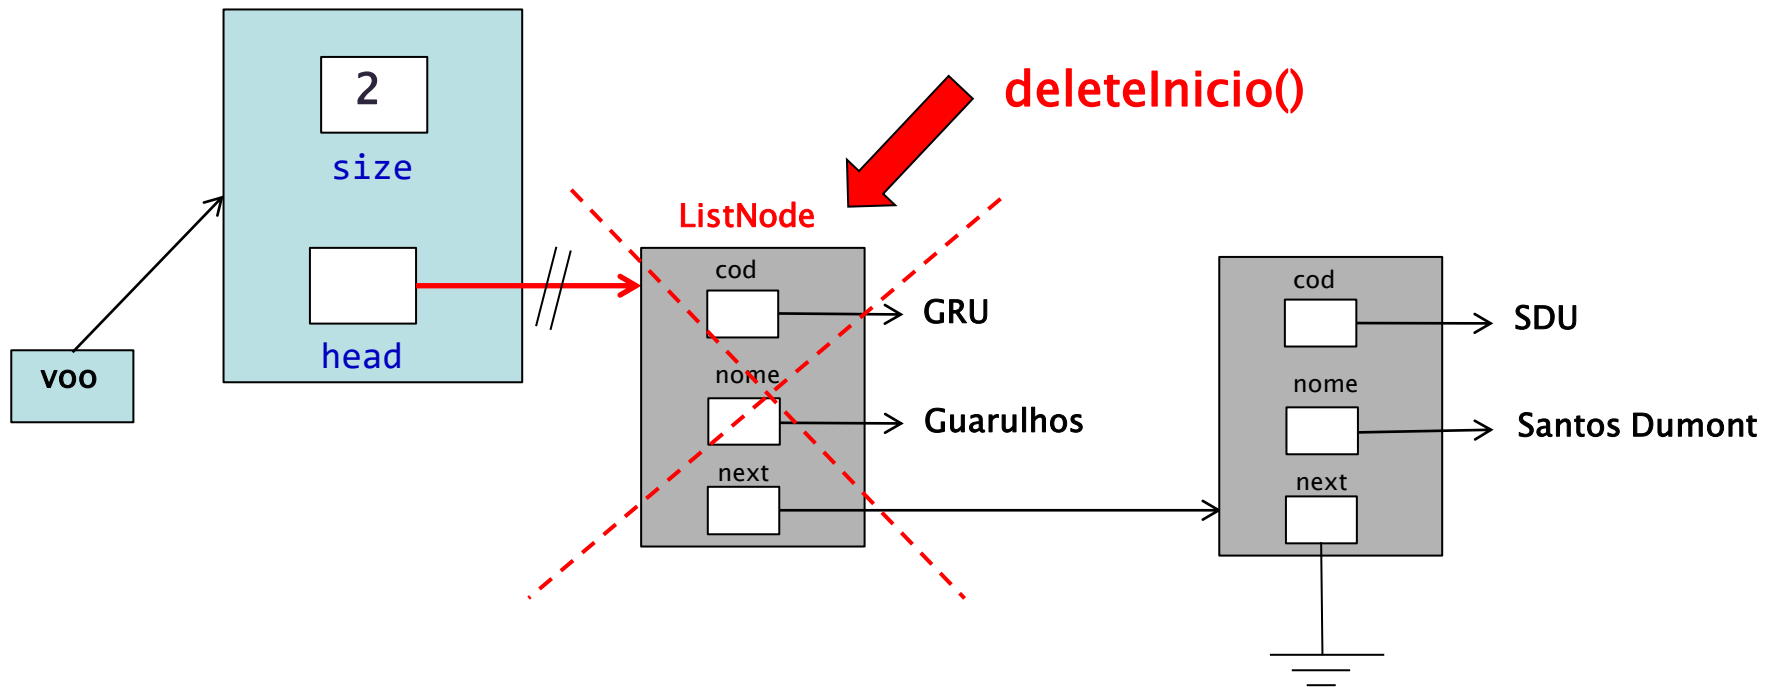 2
size
head
voo
deleteInicio()
ListNode
cod
GRU
nome
Guarulhos
next
cod
SDU
nome
Santos Dumont
next